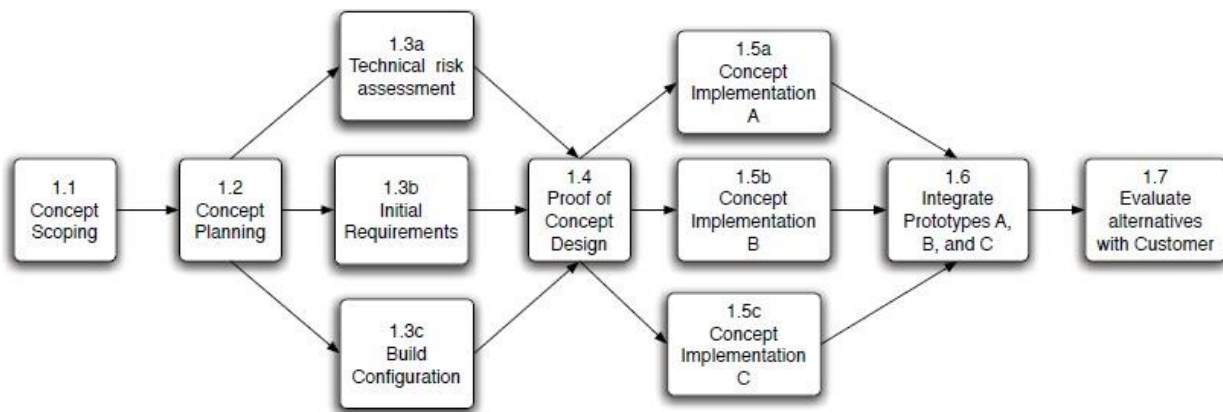 1.1
Concept
Scoping
1.2
Concept
Planning
1.3a
Technical risk
assessment
1.3b
Initial
Requirements
1.3c
Build
Configuration
1.4
Proof of
Concept
Design
1.5a
Concept
Implementation
A
1.5b
Concept
Implementation
B
1.5c
Concept
Implementation
C
1.6
Integrate
Prototypes A,
B, and C
1.7
Evaluate
alternatives
with Customer